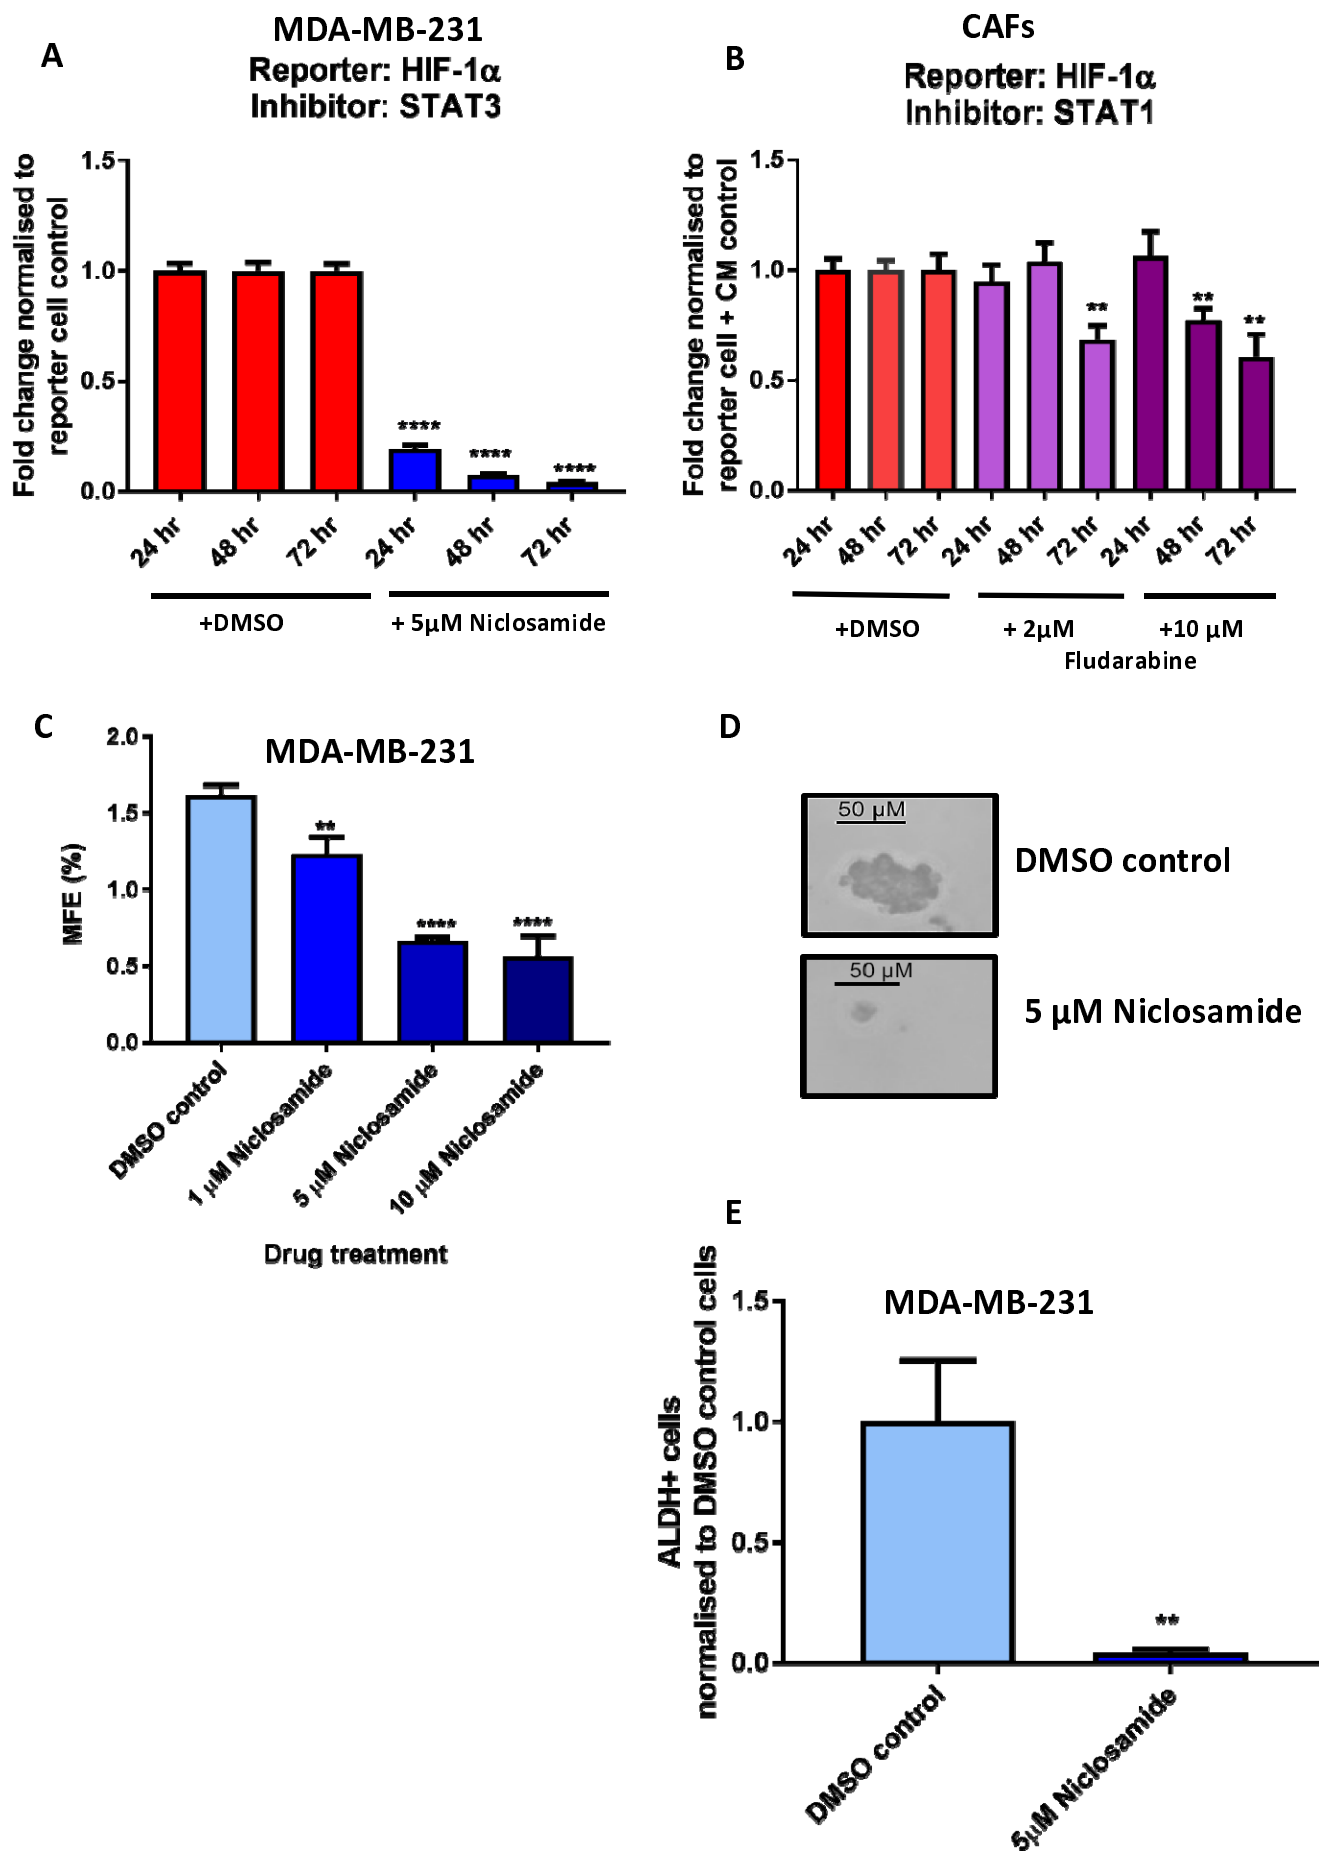 A
MDA-MB-231
Reporter: HIF-1α
Inhibitor: STAT3
Fold change normalised to
reporter cell control
1.5
1.0
0.5
0.0
****
****
****
24 hr
48 hr
72 hr
24 hr
48 hr
72 hr
+DMSO
+ 5µM Niclosamide
B
CAFs
Reporter: HIF-1α
Inhibitor: STAT1
Fold change normalised to
reporter cell + CM control
1.5
1.0
0.5
0.0
**
**
**
24 hr
48 hr
72 hr
24 hr
48 hr
72 hr
24 hr
48 hr
72 hr
+DMSO
+ 2µM
+10 µM
Fludarabine
C
MDA-MB-231
MFE (%)
2.0
1.5
1.0
0.5
0.0
**
****
****
DMSO control
1 µM Niclosamide
5 µM Niclosamide
10 µM Niclosamide
Drug treatment
D
50 µM
DMSO control
50 µM
5 µM Niclosamide
E
MDA-MB-231
ALDH+ cells
normalised to DMSO control cells
1.5
1.0
0.5
0.0
**
DMSO control
5µM Niclosamide